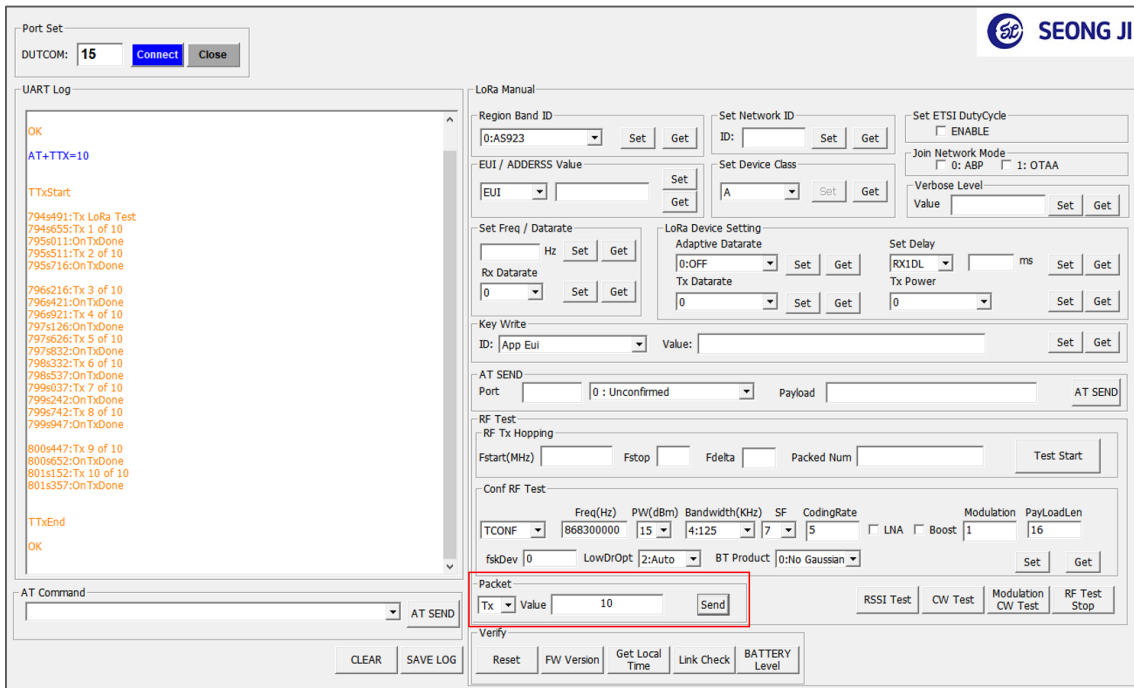 SEONG JI
Port Set
DUTCOM: 15 Connect Close
UART Log
OK
AT+TTX=10
TTxStart
794s491:Tx LoRa Test
794s655:Tx 1 of 10
795s011:OnTxDone
795s511:Tx 2 of 10
795s716:OnTxDone
796s216:Tx 3 of 10
796s421:OnTxDone
796s921:Tx 4 of 10
797s126:OnTxDone
797s626:Tx 5 of 10
797s832:OnTxDone
798s332:Tx 6 of 10
798s537:OnTxDone
799s037:Tx 7 of 10
799s242:OnTxDone
799s742:Tx 8 of 10
799s947:OnTxDone
800s447:Tx 9 of 10
800s652:OnTxDone
801s152:Tx 10 of 10
801s357:OnTxDone
TTxEnd
OK
AT Command
AT SEND
CLEAR SAVE LOG
LoRa Manual
Region Band ID
0:AS923 Set Get
Set Network ID
ID: Set Get
Set ETSI DutyCycle
ENABLE
Join Network Mode
0: ABP 1: OTAA
EUI / ADDERSS Value
EUI Set
Get
Set Device Class
A Set Get
Verbose Level
Value Set Get
Set Freq / Datarate
Hz Set Get
Rx Datarate
0 Set Get
LoRa Device Setting
Adaptive Datarate
0:OFF Set Get
Set Delay
RX1DL ms Set Get
Tx Datarate
0 Set Get
Tx Power
0 Set Get
Key Write
ID: App Eui Value: Set Get
AT SEND
Port 0 : Unconfirmed Payload AT SEND
RF Test
RF Tx Hopping
Fstart(MHz) Fstop Fdelta Packed Num Test Start
Conf RF Test
Freq(Hz) PW(dBm) Bandwidth(KHz) SF CodingRate Modulation PayLoadLen
TCONF 868300000 15 4:125 7 5 LNA Boost 1 16
fskDev 0 LowDrOpt 2:Auto BT Product 0:No Gaussian Set Get
Packet
Tx Value 10 Send
RSSI Test CW Test Modulation CW Test RF Test Stop
Verify
Reset FW Version Get Local Time Link Check BATTERY Level